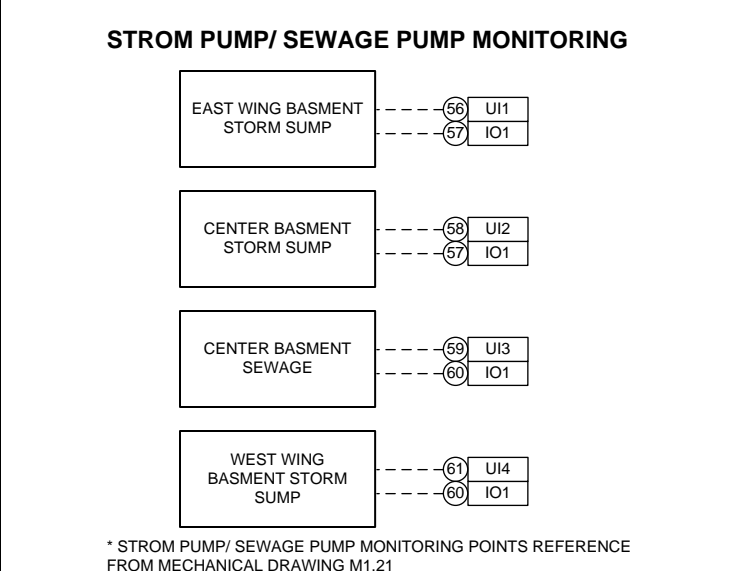 STROM PUMP/ SEWAGE PUMP MONITORING
EAST WING BASMENT
STORM SUMP
56 UI1
57 IO1
CENTER BASMENT
STORM SUMP
58 UI2
57 IO1
CENTER BASMENT
SEWAGE
59 UI3
60 IO1
WEST WING
BASMENT STORM
SUMP
61 UI4
60 IO1
* STROM PUMP/ SEWAGE PUMP MONITORING POINTS REFERENCE
FROM MECHANICAL DRAWING M1.21